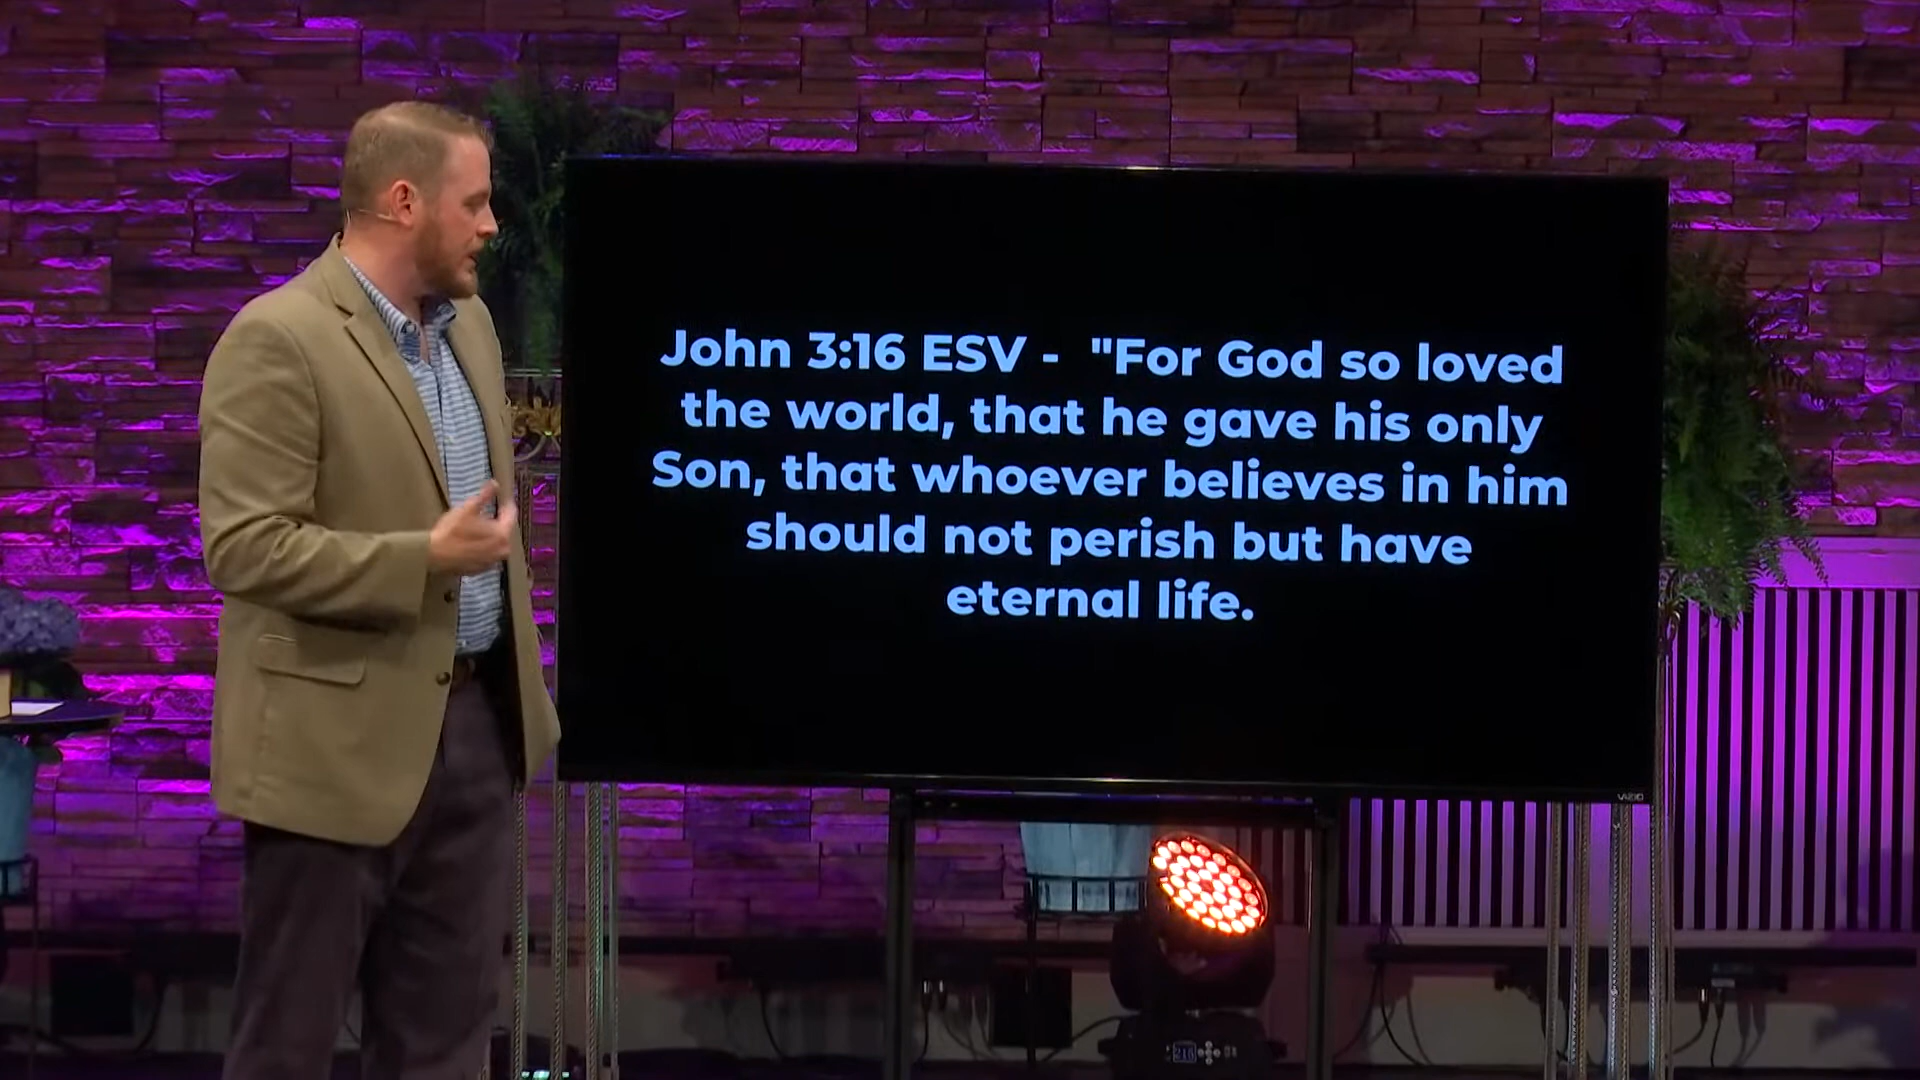 John 3:16 ESV -  "For God so loved
the world, that he gave his only
Son, that whoever believes in him
should not perish but have
eternal life.
VIZIO